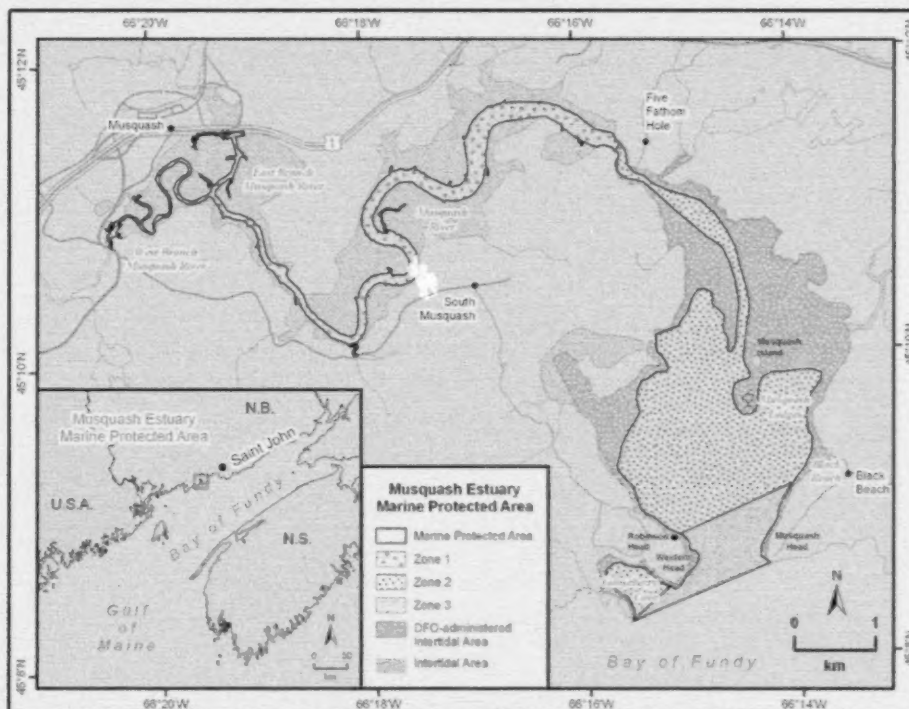 66°20'W 66°18'W 66°16'W 66°14'W
45°12'N
Musquash
1
East Branch
Musquash River
West Branch
Musquash River
Musquash
River
Five
Fathom
Hole
South
Musquash
45°10'N
Musquash
Island
Black
Beach
Robinson
Head
Western
Head
Musquash
Head
Bay of Fundy
N
0 1
km
45°8'N
Musquash Estuary
Marine Protected Area
N.B.
Saint John
U.S.A.
Bay of Fundy
N.S.
Gulf
of
Maine
N
0 50
km
Musquash Estuary
Marine Protected Area
Marine Protected Area
Zone 1
Zone 2
Zone 3
DFO-administered
Intertidal Area
Intertidal Area
66°20'W 66°18'W 66°16'W 66°14'W